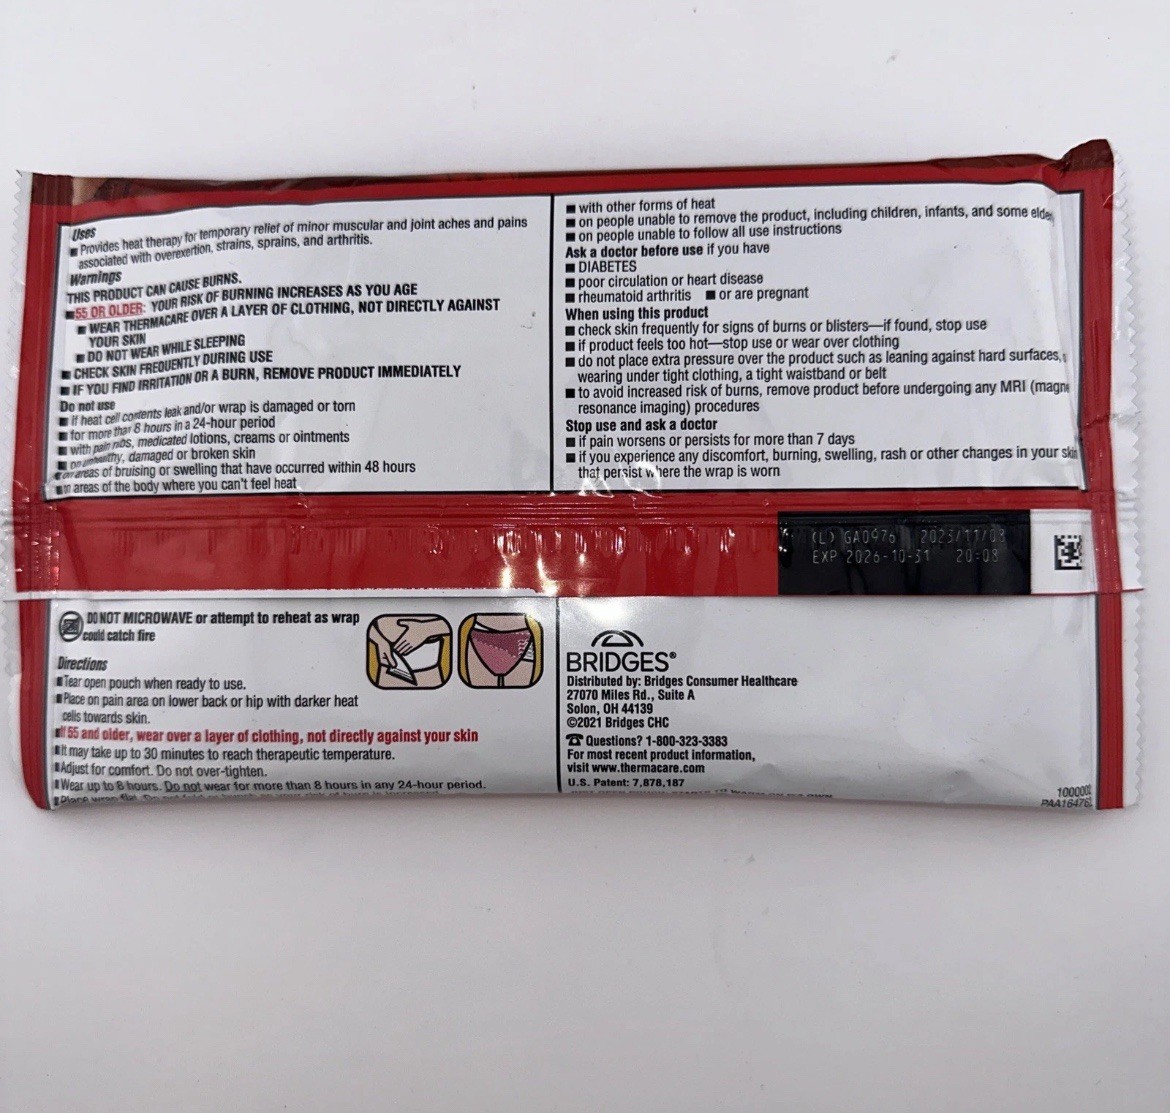 Uses
■ Provides heat therapy for temporary relief of minor muscular and joint aches and pains
associated with overexertion, strains, sprains, and arthritis.
Warnings
THIS PRODUCT CAN CAUSE BURNS.
■ 55 OR OLDER: YOUR RISK OF BURNING INCREASES AS YOU AGE
■ WEAR THERMACARE OVER A LAYER OF CLOTHING, NOT DIRECTLY AGAINST
YOUR SKIN
■ DO NOT WEAR WHILE SLEEPING
■ CHECK SKIN FREQUENTLY DURING USE
■ IF YOU FIND IRRITATION OR A BURN, REMOVE PRODUCT IMMEDIATELY
Do not use
■ if heat cell contents leak and/or wrap is damaged or torn
■ for more than 8 hours in a 24-hour period
■ with pain rubs, medicated lotions, creams or ointments
■ on unhealthy, damaged or broken skin
■ on areas of bruising or swelling that have occurred within 48 hours
■ on areas of the body where you can't feel heat
■ with other forms of heat
■ on people unable to remove the product, including children, infants, and some elde
■ on people unable to follow all use instructions
Ask a doctor before use if you have
■ DIABETES
■ poor circulation or heart disease
■ rheumatoid arthritis ■ or are pregnant
When using this product
■ check skin frequently for signs of burns or blisters—if found, stop use
■ if product feels too hot—stop use or wear over clothing
■ do not place extra pressure over the product such as leaning against hard surfaces,
wearing under tight clothing, a tight waistband or belt
■ to avoid increased risk of burns, remove product before undergoing any MRI (magne
resonance imaging) procedures
Stop use and ask a doctor
■ if pain worsens or persists for more than 7 days
■ if you experience any discomfort, burning, swelling, rash or other changes in your skin
that persist where the wrap is worn
(L) GA0976 2023/11/08
EXP 2026-10-31 20:08
DO NOT MICROWAVE or attempt to reheat as wrap
could catch fire
Directions
■ Tear open pouch when ready to use.
■ Place on pain area on lower back or hip with darker heat
cells towards skin.
■ If 55 and older, wear over a layer of clothing, not directly against your skin
■ It may take up to 30 minutes to reach therapeutic temperature.
■ Adjust for comfort. Do not over-tighten.
■ Wear up to 8 hours. Do not wear for more than 8 hours in any 24-hour period.
■ Place wrap flat. Do not
BRIDGES®
Distributed by: Bridges Consumer Healthcare
27070 Miles Rd., Suite A
Solon, OH 44139
©2021 Bridges CHC
☎ Questions? 1-800-323-3383
For most recent product information,
visit www.thermacare.com
U.S. Patent: 7,878,187